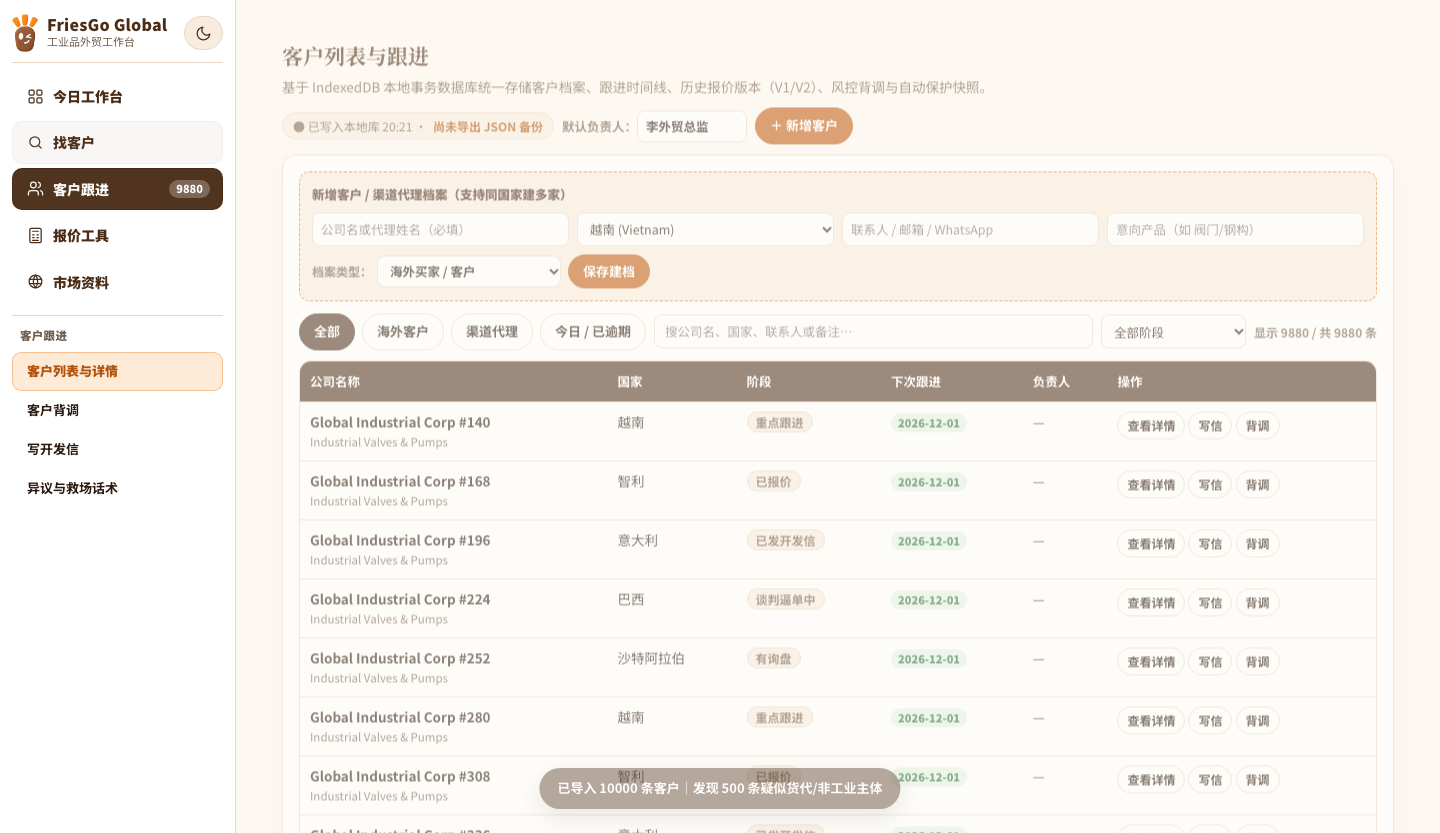 FriesGo Global
工业品外贸工作台
今日工作台
找客户
客户跟进 9880
报价工具
市场资料
客户跟进
客户列表与详情
客户背调
写开发信
异议与救场话术
客户列表与跟进
基于 IndexedDB 本地事务数据库统一存储客户档案、跟进时间线、历史报价版本（V1/V2）、风控背调与自动保护快照。
已写入本地库 20:21 · 尚未导出 JSON 备份 默认负责人： 李外贸总监 + 新增客户
新增客户 / 渠道代理档案（支持同国家建多家）
公司名或代理姓名（必填） 越南 (Vietnam) 联系人 / 邮箱 / WhatsApp 意向产品（如 阀门/钢构）
档案类型： 海外买家 / 客户 保存建档
全部 海外客户 渠道代理 今日 / 已逾期 搜公司名、国家、联系人或备注… 全部阶段 显示 9880 / 共 9880 条
公司名称 国家 阶段 下次跟进 负责人 操作
Global Industrial Corp #140 越南 重点跟进 2026-12-01 — 查看详情 写信 背调
Industrial Valves & Pumps
Global Industrial Corp #168 智利 已报价 2026-12-01 — 查看详情 写信 背调
Industrial Valves & Pumps
Global Industrial Corp #196 意大利 已发开发信 2026-12-01 — 查看详情 写信 背调
Industrial Valves & Pumps
Global Industrial Corp #224 巴西 谈判逼单中 2026-12-01 — 查看详情 写信 背调
Industrial Valves & Pumps
Global Industrial Corp #252 沙特阿拉伯 有询盘 2026-12-01 — 查看详情 写信 背调
Industrial Valves & Pumps
Global Industrial Corp #280 越南 重点跟进 2026-12-01 — 查看详情 写信 背调
Industrial Valves & Pumps
Global Industrial Corp #308 智利 已报价 2026-12-01 — 查看详情 写信 背调
Industrial Valves & Pumps
已导入 10000 条客户｜发现 500 条疑似货代/非工业主体